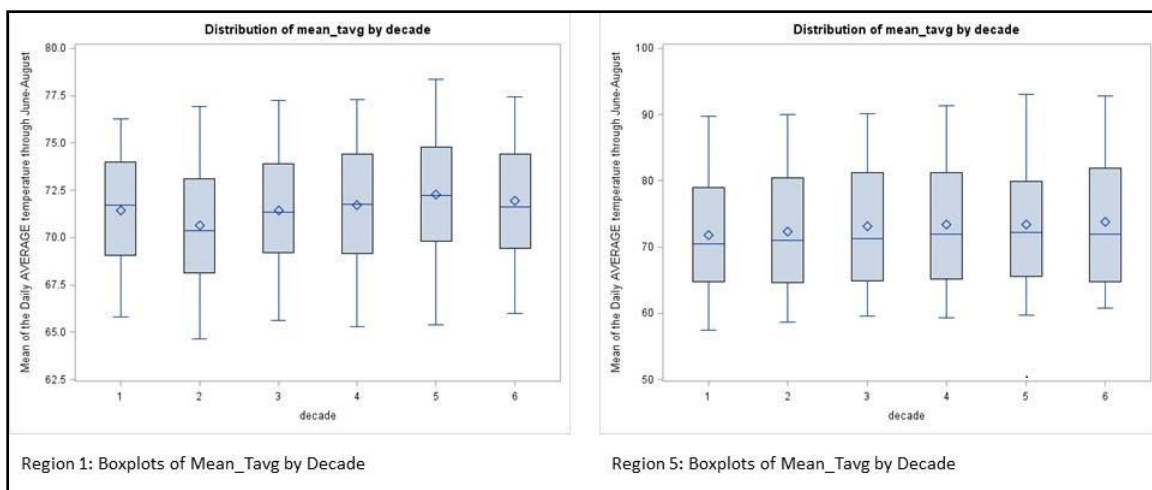 Distribution of mean_tavg by decade
Mean of the Daily AVERAGE temperature through June-August
80.0
77.5
75.0
72.5
70.0
67.5
65.0
62.5
1 2 3 4 5 6
decade
Region 1: Boxplots of Mean_Tavg by Decade
Distribution of mean_tavg by decade
Mean of the Daily AVERAGE temperature through June-August
100
90
80
70
60
50
1 2 3 4 5 6
decade
Region 5: Boxplots of Mean_Tavg by Decade